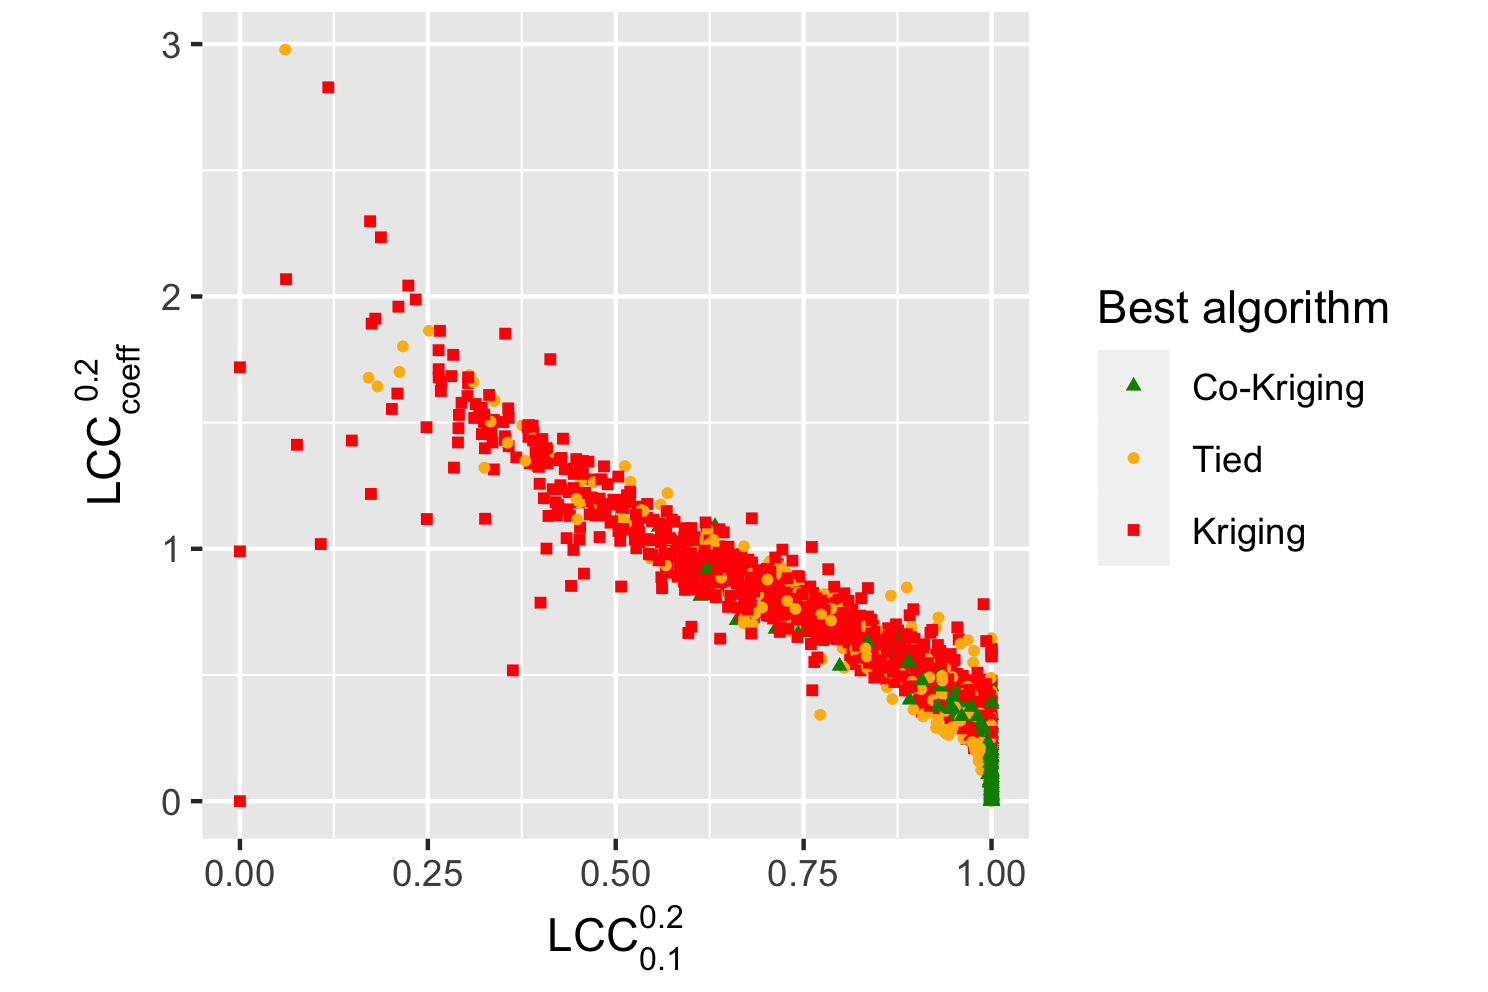 3
2
1
0
LCC^0.2_coeff
0.00 0.25 0.50 0.75 1.00
LCC^0.2_0.1
Best algorithm
Co-Kriging
Tied
Kriging